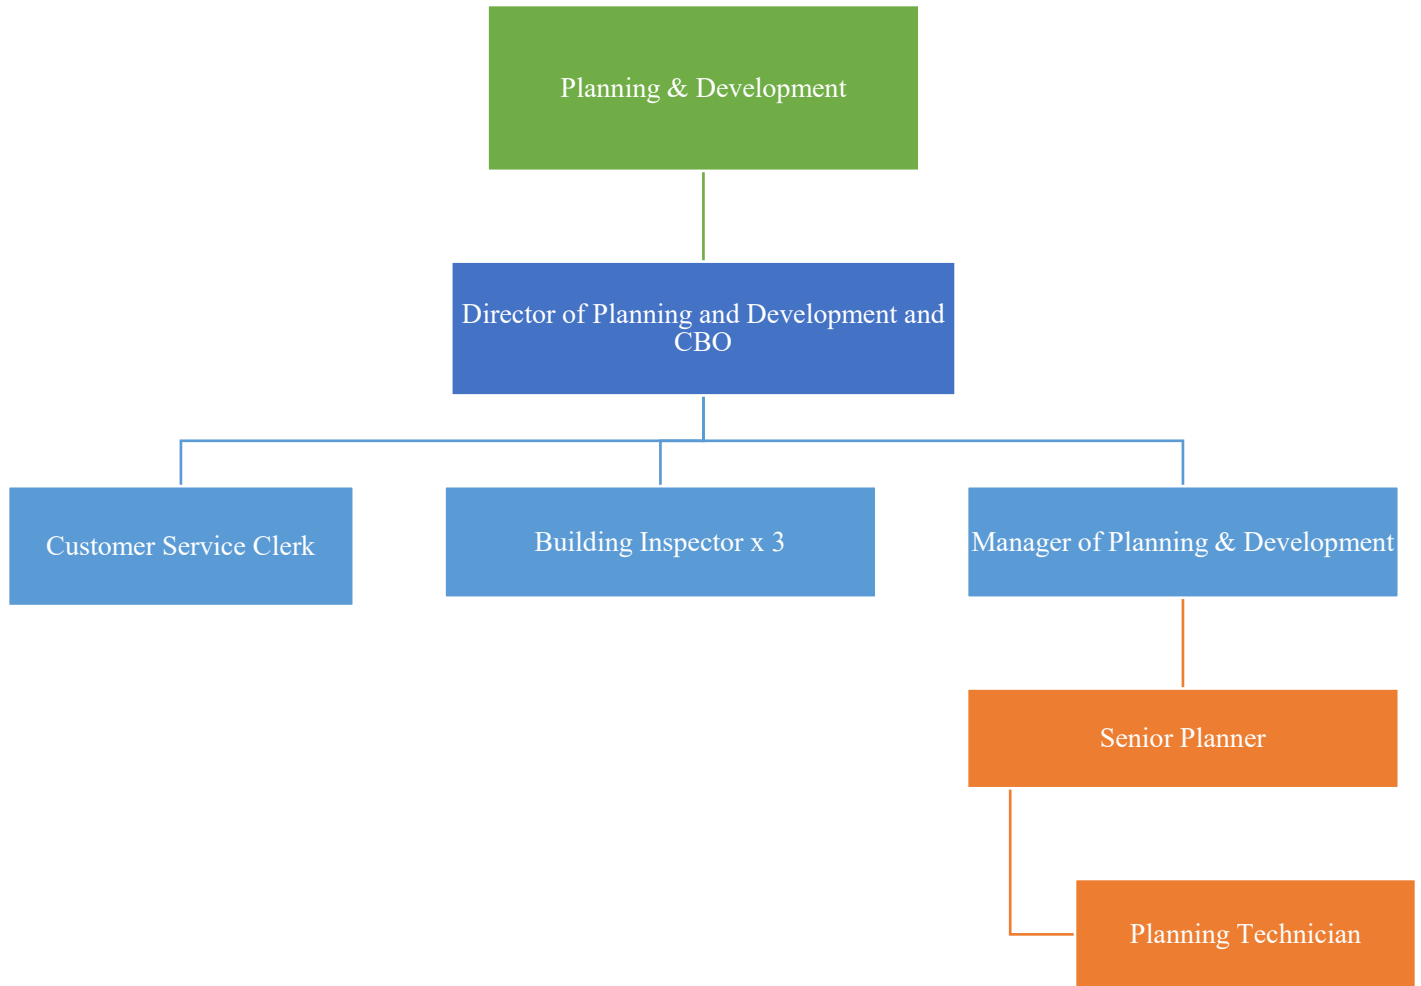 Planning & Development
Director of Planning and Development and
CBO
Customer Service Clerk
Building Inspector x 3
Manager of Planning & Development
Senior Planner
Planning Technician